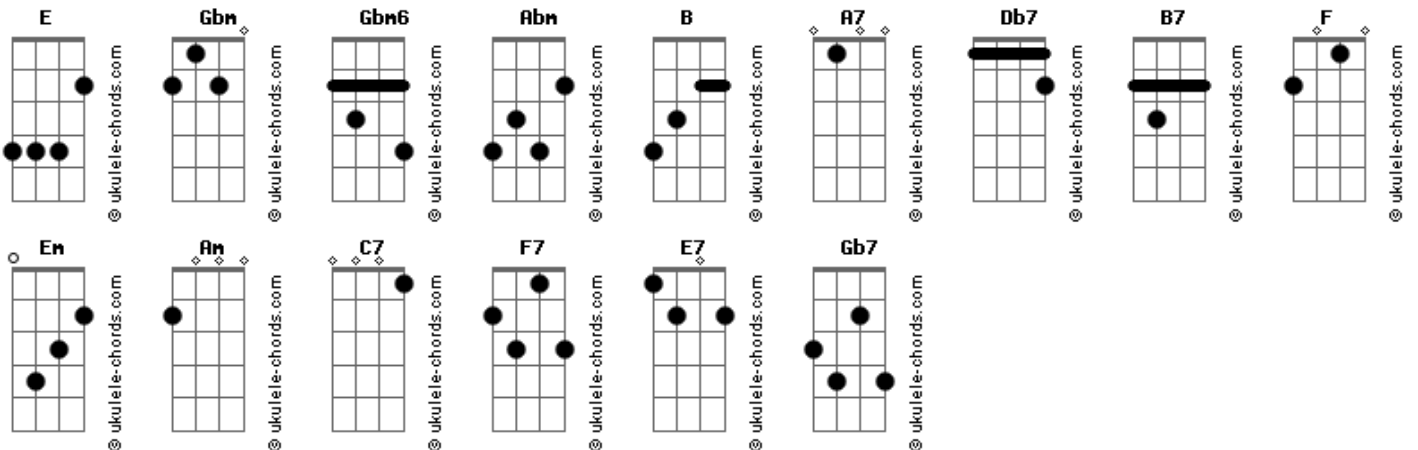 E Gbm Gbm6 Abm B A7 Db7 B7 F
© ukulele-chords.com © ukulele-chords.com © ukulele-chords.com © ukulele-chords.com © ukulele-chords.com © ukulele-chords.com © ukulele-chords.com © ukulele-chords.com © ukulele-chords.com
Em Am C7 F7 E7 Gb7
© ukulele-chords.com © ukulele-chords.com © ukulele-chords.com © ukulele-chords.com © ukulele-chords.com © ukulele-chords.com